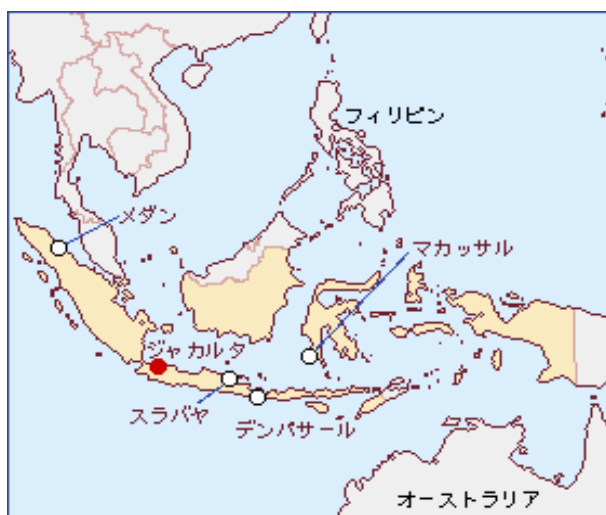 フィリピン
メダン
マカッサル
ジャカルタ
スラバヤ
デンパサール
オーストラリア